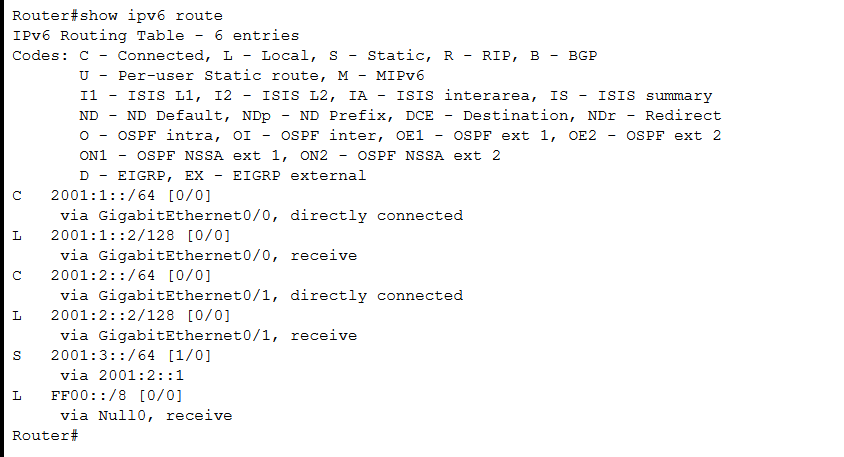 Router#show ipv6 route
IPv6 Routing Table - 6 entries
Codes: C - Connected, L - Local, S - Static, R - RIP, B - BGP
       U - Per-user Static route, M - MIPv6
       I1 - ISIS L1, I2 - ISIS L2, IA - ISIS interarea, IS - ISIS summary
       ND - ND Default, NDp - ND Prefix, DCE - Destination, NDr - Redirect
       O - OSPF intra, OI - OSPF inter, OE1 - OSPF ext 1, OE2 - OSPF ext 2
       ON1 - OSPF NSSA ext 1, ON2 - OSPF NSSA ext 2
       D - EIGRP, EX - EIGRP external
C   2001:1::/64 [0/0]
     via GigabitEthernet0/0, directly connected
L   2001:1::2/128 [0/0]
     via GigabitEthernet0/0, receive
C   2001:2::/64 [0/0]
     via GigabitEthernet0/1, directly connected
L   2001:2::2/128 [0/0]
     via GigabitEthernet0/1, receive
S   2001:3::/64 [1/0]
     via 2001:2::1
L   FF00::/8 [0/0]
     via Null0, receive
Router#